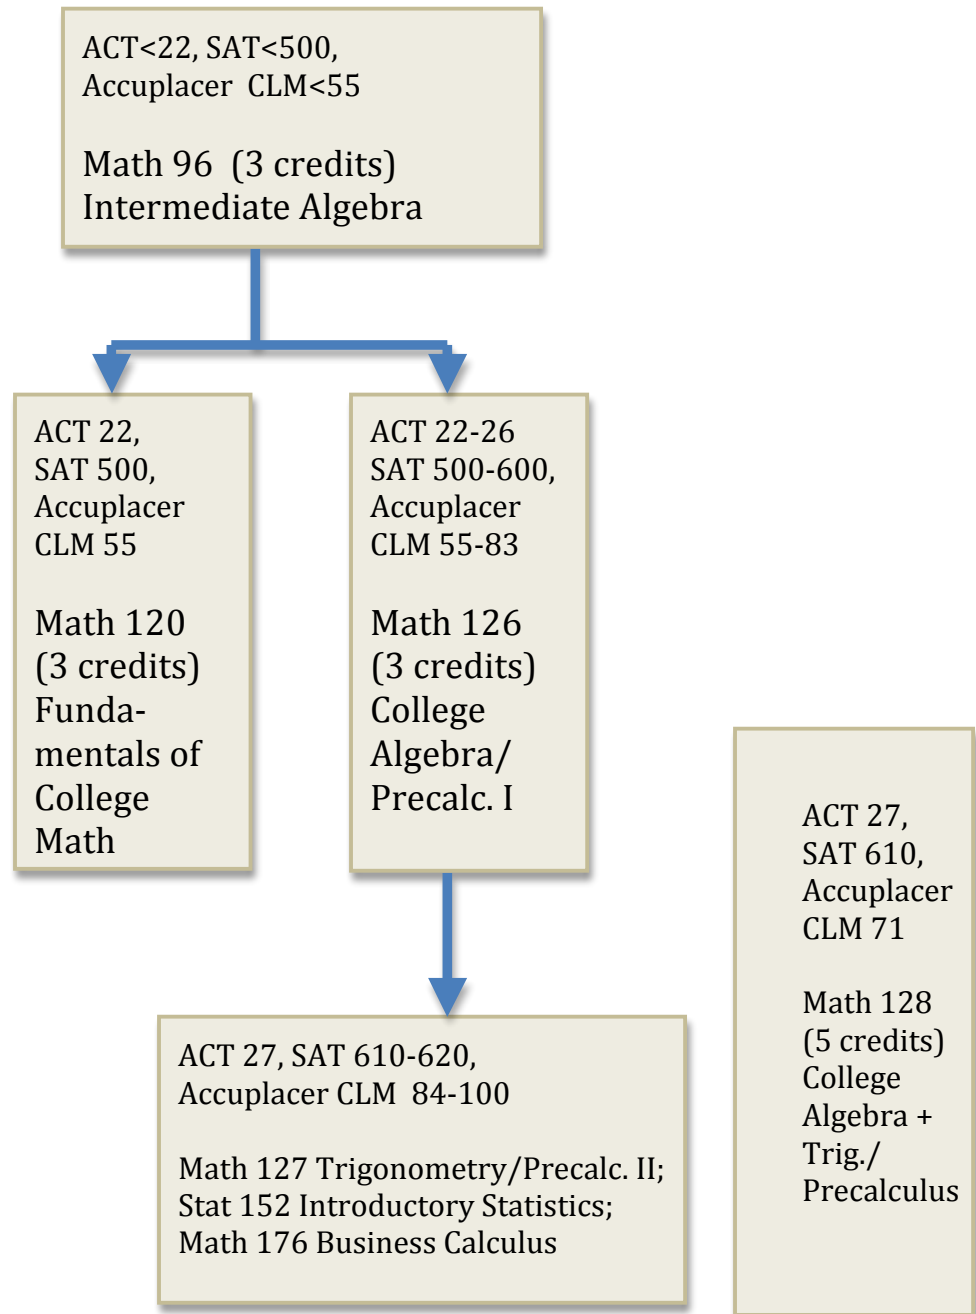 ACT<22, SAT<500,
Accuplacer  CLM<55
Math 96  (3 credits)
Intermediate Algebra
ACT 22,
SAT 500,
Accuplacer
CLM 55
Math 120
(3 credits)
Funda-
mentals of
College
Math
ACT 22-26
SAT 500-600,
Accuplacer
CLM 55-83
Math 126
(3 credits)
College
Algebra/
Precalc. I
ACT 27,
SAT 610,
Accuplacer
CLM 71
Math 128
(5 credits)
College
Algebra +
Trig./
Precalculus
ACT 27, SAT 610-620,
Accuplacer CLM  84-100
Math 127 Trigonometry/Precalc. II;
Stat 152 Introductory Statistics;
Math 176 Business Calculus